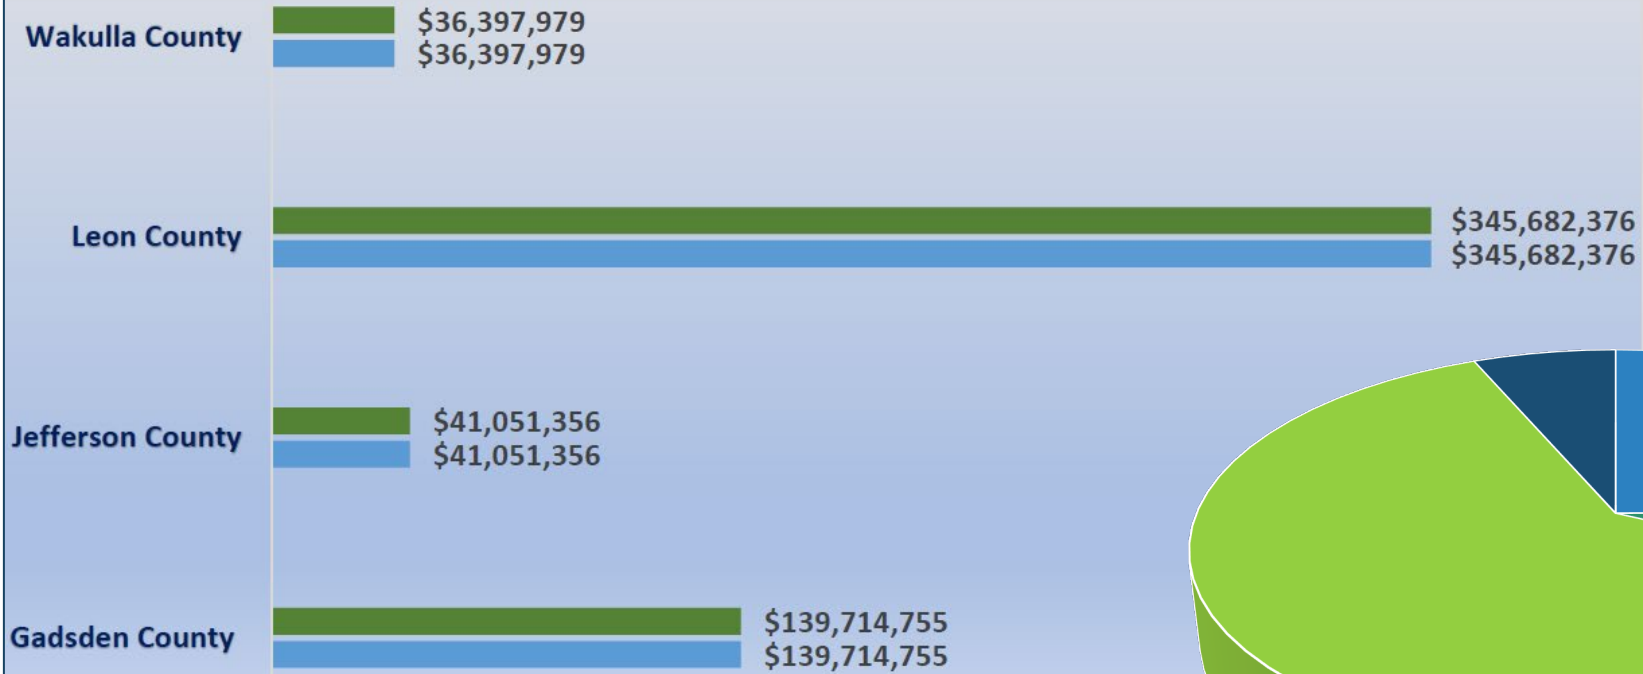 Wakulla County
$36,397,979
$36,397,979
Leon County
$345,682,376
$345,682,376
Jefferson County
$41,051,356
$41,051,356
Gadsden County
$139,714,755
$139,714,755